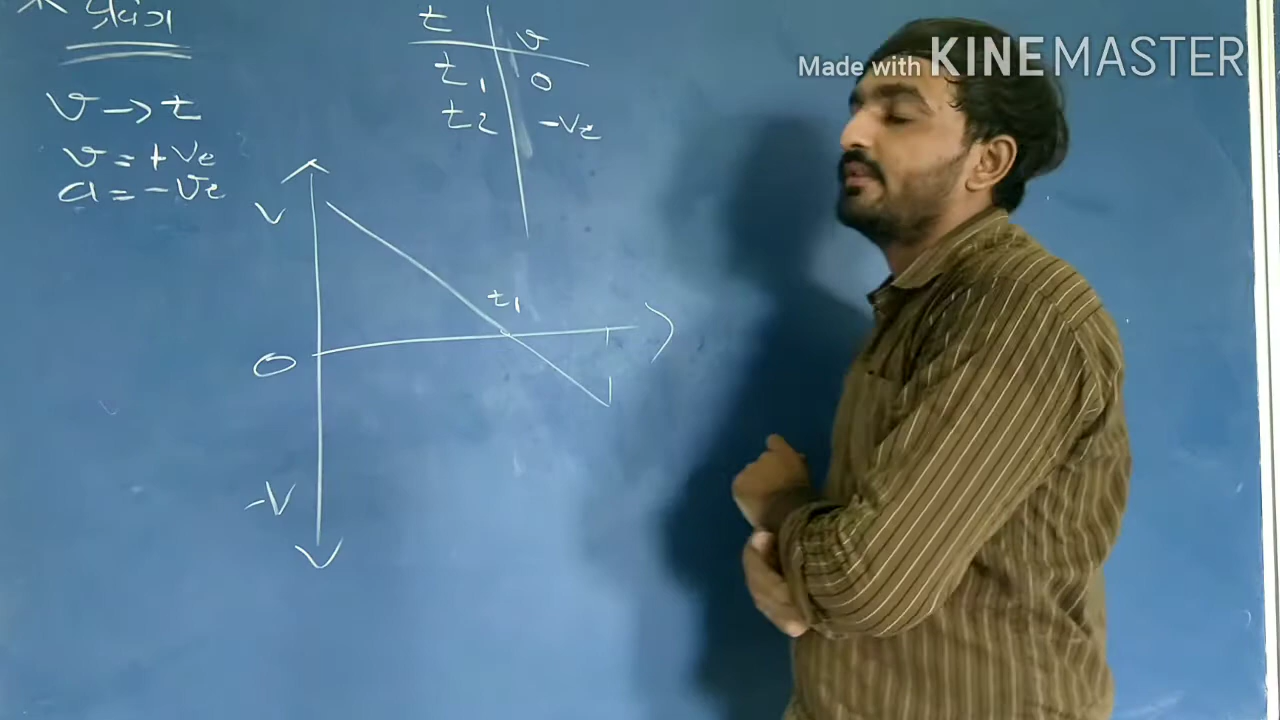 v → t
v = +ve
a = -ve
t v
t1 0
t2 -ve
v
t1
0
-v
Made with KINEMASTER